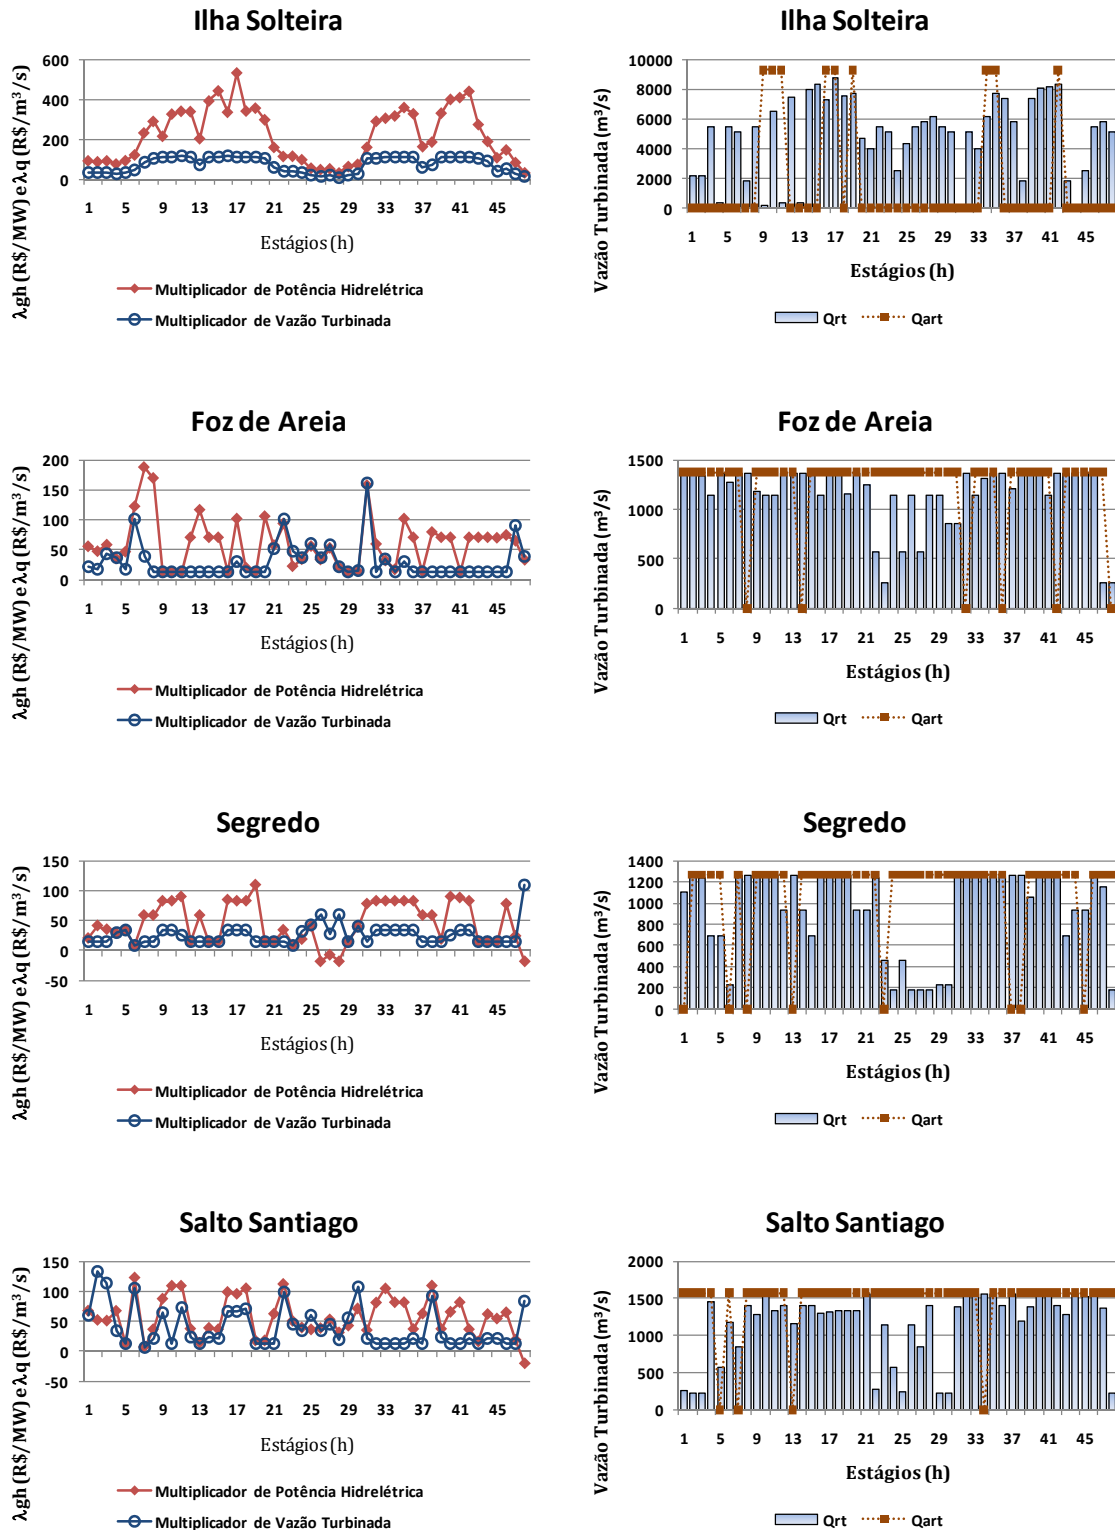 Ilha Solteira
λgh (R$/MW) e λq (R$/m³/s)
600
400
200
0
1 5 9 13 17 21 25 29 33 37 41 45
Estágios (h)
Multiplicador de Potência Hidrelétrica
Multiplicador de Vazão Turbinada
Ilha Solteira
Vazão Turbinada (m³/s)
10000
8000
6000
4000
2000
0
1 5 9 13 17 21 25 29 33 37 41 45
Estágios (h)
Qrt Qart
Foz de Areia
λgh (R$/MW) e λq (R$/m³/s)
200
150
100
50
0
1 5 9 13 17 21 25 29 33 37 41 45
Estágios (h)
Multiplicador de Potência Hidrelétrica
Multiplicador de Vazão Turbinada
Foz de Areia
Vazão Turbinada (m³/s)
1500
1000
500
0
1 5 9 13 17 21 25 29 33 37 41 45
Estágios (h)
Qrt Qart
Segredo
λgh (R$/MW) e λq (R$/m³/s)
150
100
50
0
-50
1 5 9 13 17 21 25 29 33 37 41 45
Estágios (h)
Multiplicador de Potência Hidrelétrica
Multiplicador de Vazão Turbinada
Segredo
Vazão Turbinada (m³/s)
1400
1200
1000
800
600
400
200
0
1 5 9 13 17 21 25 29 33 37 41 45
Estágios (h)
Qrt Qart
Salto Santiago
λgh (R$/MW) e λq (R$/m³/s)
150
100
50
0
-50
1 5 9 13 17 21 25 29 33 37 41 45
Estágios (h)
Multiplicador de Potência Hidrelétrica
Multiplicador de Vazão Turbinada
Salto Santiago
Vazão Turbinada (m³/s)
2000
1500
1000
500
0
1 5 9 13 17 21 25 29 33 37 41 45
Estágios (h)
Qrt Qart